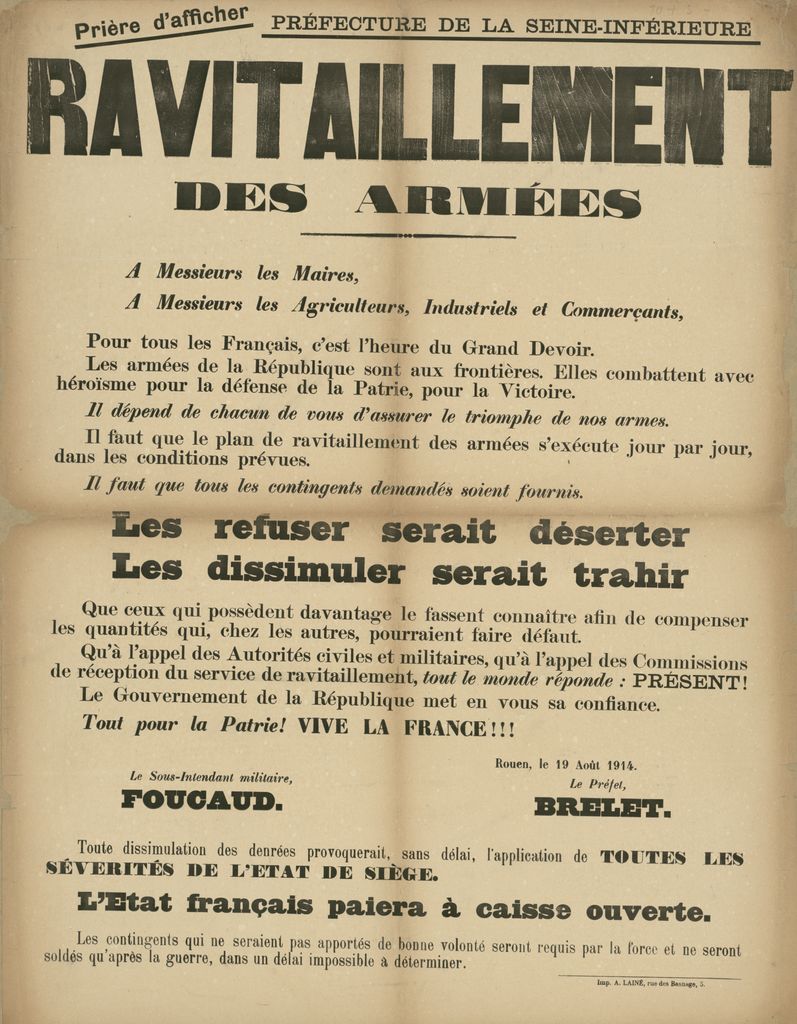 Prière d'afficher PRÉFECTURE DE LA SEINE-INFÉRIEURE
RAVITAILLEMENT
DES ARMÉES
A Messieurs les Maires,
A Messieurs les Agriculteurs, Industriels et Commerçants,
Pour tous les Français, c'est l'heure du Grand Devoir.
Les armées de la République sont aux frontières. Elles combattent avec
héroïsme pour la défense de la Patrie, pour la Victoire.
Il dépend de chacun de vous d'assurer le triomphe de nos armes.
Il faut que le plan de ravitaillement des armées s'exécute jour par jour,
dans les conditions prévues.
Il faut que tous les contingents demandés soient fournis.
Les refuser serait déserter
Les dissimuler serait trahir
Que ceux qui possèdent davantage le fassent connaître afin de compenser
les quantités qui, chez les autres, pourraient faire défaut.
Qu'à l'appel des Autorités civiles et militaires, qu'à l'appel des Commissions
de réception du service de ravitaillement, tout le monde réponde : PRÉSENT!
Le Gouvernement de la République met en vous sa confiance.
Tout pour la Patrie! VIVE LA FRANCE!!!
Rouen, le 19 Août 1914.
Le Sous-Intendant militaire,
FOUCAUD.
Le Préfet,
BRELET.
Toute dissimulation des denrées provoquerait, sans délai, l'application de TOUTES LES
SÉVERITÉS DE L'ETAT DE SIÈGE.
L'Etat français paiera à caisse ouverte.
Les contingents qui ne seraient pas apportés de bonne volonté seront requis par la force et ne seront
soldés qu'après la guerre, dans un délai impossible à déterminer.
Imp. A. LAINÉ, rue des Basnage, 5.